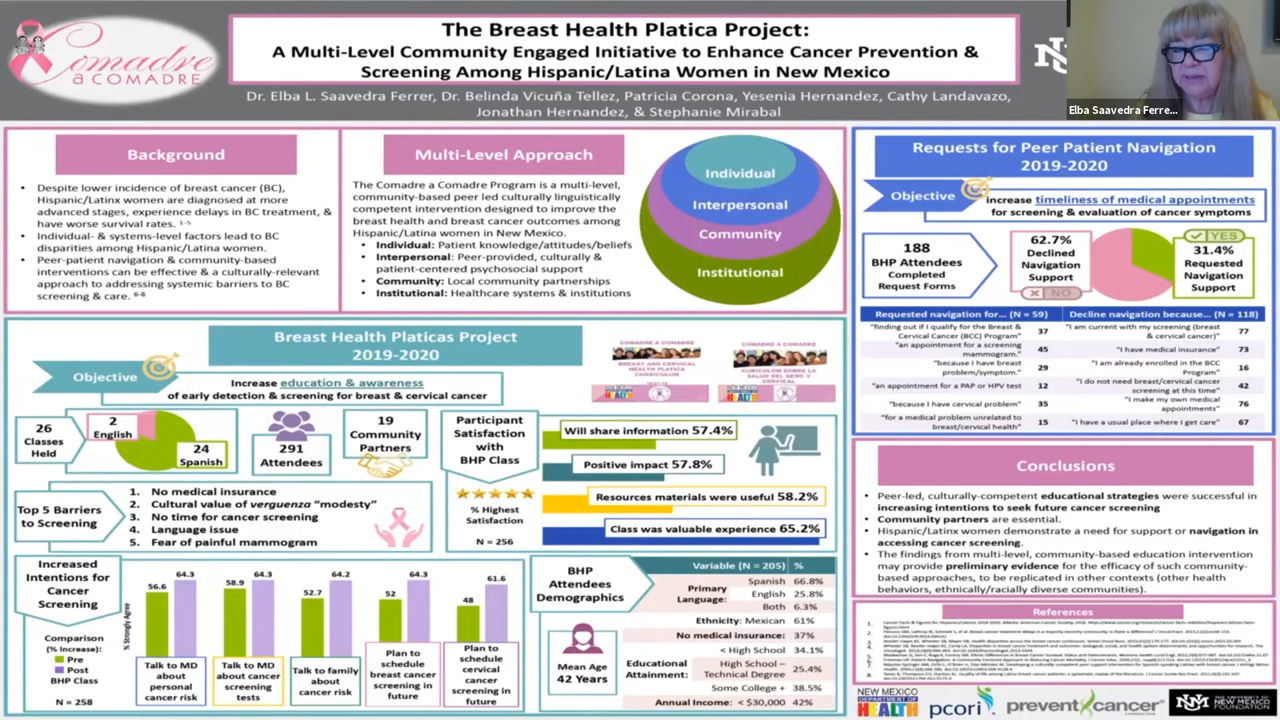 Comadre
a COMADRE
The Breast Health Platica Project:
A Multi-Level Community Engaged Initiative to Enhance Cancer Prevention &
Screening Among Hispanic/Latina Women in New Mexico
Dr. Elba L. Saavedra Ferrer, Dr. Belinda Vicuña Tellez, Patricia Corona, Yesenia Hernandez, Cathy Landavazo,
Jonathan Hernandez, & Stephanie Mirabal
Elba Saavedra Ferre...
Background
• Despite lower incidence of breast cancer (BC),
Hispanic/Latinx women are diagnosed at more
advanced stages, experience delays in BC treatment, &
have worse survival rates. 1-5
• Individual- & systems-level factors lead to BC
disparities among Hispanic/Latina women.
• Peer-patient navigation & community-based
interventions can be effective & a culturally-relevant
approach to addressing systemic barriers to BC
screening & care. 6-8
Multi-Level Approach
The Comadre a Comadre Program is a multi-level,
community-based peer led culturally linguistically
competent intervention designed to improve the
breast health and breast cancer outcomes among
Hispanic/Latina women in New Mexico.
• Individual: Patient knowledge/attitudes/beliefs
• Interpersonal: Peer-provided, culturally &
patient-centered psychosocial support
• Community: Local community partnerships
• Institutional: Healthcare systems & institutions
Individual
Interpersonal
Community
Institutional
Breast Health Platicas Project
2019-2020
Objective
Increase education & awareness
of early detection & screening for breast & cervical cancer
COMADRE A COMADRE
BREAST AND CERVICAL
HEALTH PLATICA
CURRICULUM
COMADRE A COMADRE
CURRICULUM SOBRE LA
SALUD DEL SENO Y
CERVICAL
26
Classes
Held
2
English
24
Spanish
291
Attendees
19
Community
Partners
Top 5 Barriers
to Screening
1. No medical insurance
2. Cultural value of verguenza “modesty”
3. No time for cancer screening
4. Language issue
5. Fear of painful mammogram
Participant
Satisfaction
with
BHP Class
% Highest
Satisfaction
N = 256
Will share information 57.4%
Positive impact 57.8%
Resources materials were useful 58.2%
Class was valuable experience 65.2%
Increased
Intentions for
Cancer
Screening
Comparison
(% Increase):
Pre
Post
BHP Class
N = 258
% Strongly Agree
56.6
64.3
58.9
64.3
52.7
64.2
52
64.3
48
61.6
Talk to MD
about
personal
cancer risk
Talk to MD
about cancer
screening
tests
Talk to family
about
cancer risk
Plan to
schedule
breast cancer
screening in
future
Plan to
schedule
cervical cancer
screening in
future
BHP
Attendees
Demographics
Mean Age
42 Years
Variable (N = 205) %
Primary
Language:
Spanish 66.8%
English 25.8%
Both 6.3%
Ethnicity: Mexican 61%
No medical insurance: 37%
Educational
Attainment:
< High School 34.1%
High School –
Technical Degree 25.4%
Some College + 38.5%
Annual Income: < $30,000 42%
Requests for Peer Patient Navigation
2019-2020
Objective
Increase timeliness of medical appointments
for screening & evaluation of cancer symptoms
188
BHP Attendees
Completed
Request Forms
62.7%
Declined
Navigation
Support
NO
YES
31.4%
Requested
Navigation
Support
Requested navigation for... (N = 59) Decline navigation because... (N = 118)
"finding out if I qualify for the Breast &
Cervical Cancer (BCC) Program" 37
"I am current with my screening (breast
& cervical cancer)" 77
"an appointment for a screening
mammogram." 45
"I have medical insurance" 73
"because I have breast
problem/symptom." 29
"I am already enrolled in the BCC
Program" 16
"an appointment for a PAP or HPV test 12
"I do not need breast/cervical cancer
screening at this time" 42
"because I have cervical problem" 35
"I make my own medical
appointments" 76
"for a medical problem unrelated to
breast/cervical health" 15
"I have a usual place where I get care" 67
Conclusions
• Peer-led, culturally-competent educational strategies were successful in
increasing intentions to seek future cancer screening
• Community partners are essential.
• Hispanic/Latinx women demonstrate a need for support or navigation in
accessing cancer screening.
• The findings from multi-level, community-based education intervention
may provide preliminary evidence for the efficacy of such community-
based approaches, to be replicated in other contexts (other health
behaviors, ethnically/racially diverse communities).
References
NEW MEXICO
DEPARTMENT OF
HEALTH
pcori
prevent cancer
THE UNIVERSITY OF
NEW MEXICO
FOUNDATION